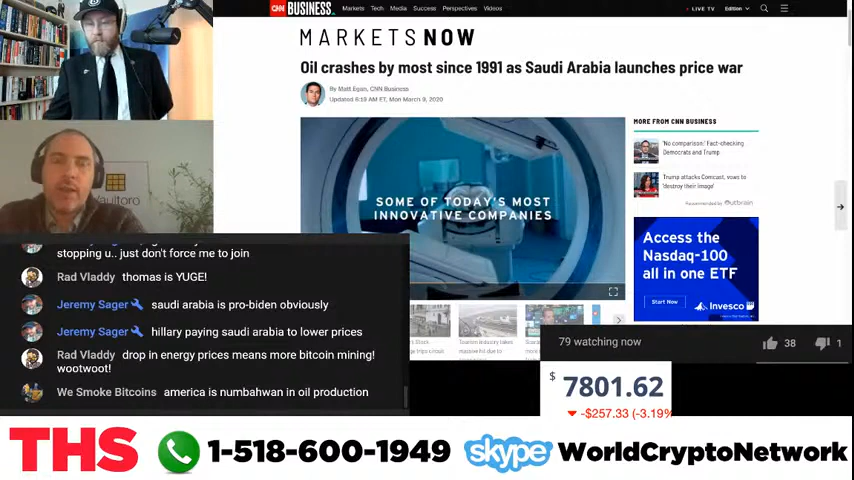 CNN BUSINESS Markets Tech Media Success Perspectives Videos LIVE TV Edition
MARKETS NOW
Oil crashes by most since 1991 as Saudi Arabia launches price war
By Matt Egan, CNN Business
Updated 6:19 AM ET, Mon March 9, 2020
SOME OF TODAY'S MOST
INNOVATIVE COMPANIES
MORE FROM CNN BUSINESS
'No comparison:' Fact-checking
Democrats and Trump
Trump attacks Comcast, vows to
'destroy their image'
Recommended by Outbrain
Access the
Nasdaq-100
all in one ETF
Start Now
Invesco
aultoro
stopping u.. just don't force me to join
Rad Vladdy thomas is YUGE!
Jeremy Sager saudi arabia is pro-biden obviously
Jeremy Sager hillary paying saudi arabia to lower prices
Rad Vladdy drop in energy prices means more bitcoin mining!
wootwoot!
We Smoke Bitcoins america is numbahwan in oil production
79 watching now 38 1
$ 7801.62
-$257.33 (-3.19%
THS 1-518-600-1949 skype WorldCryptoNetwork